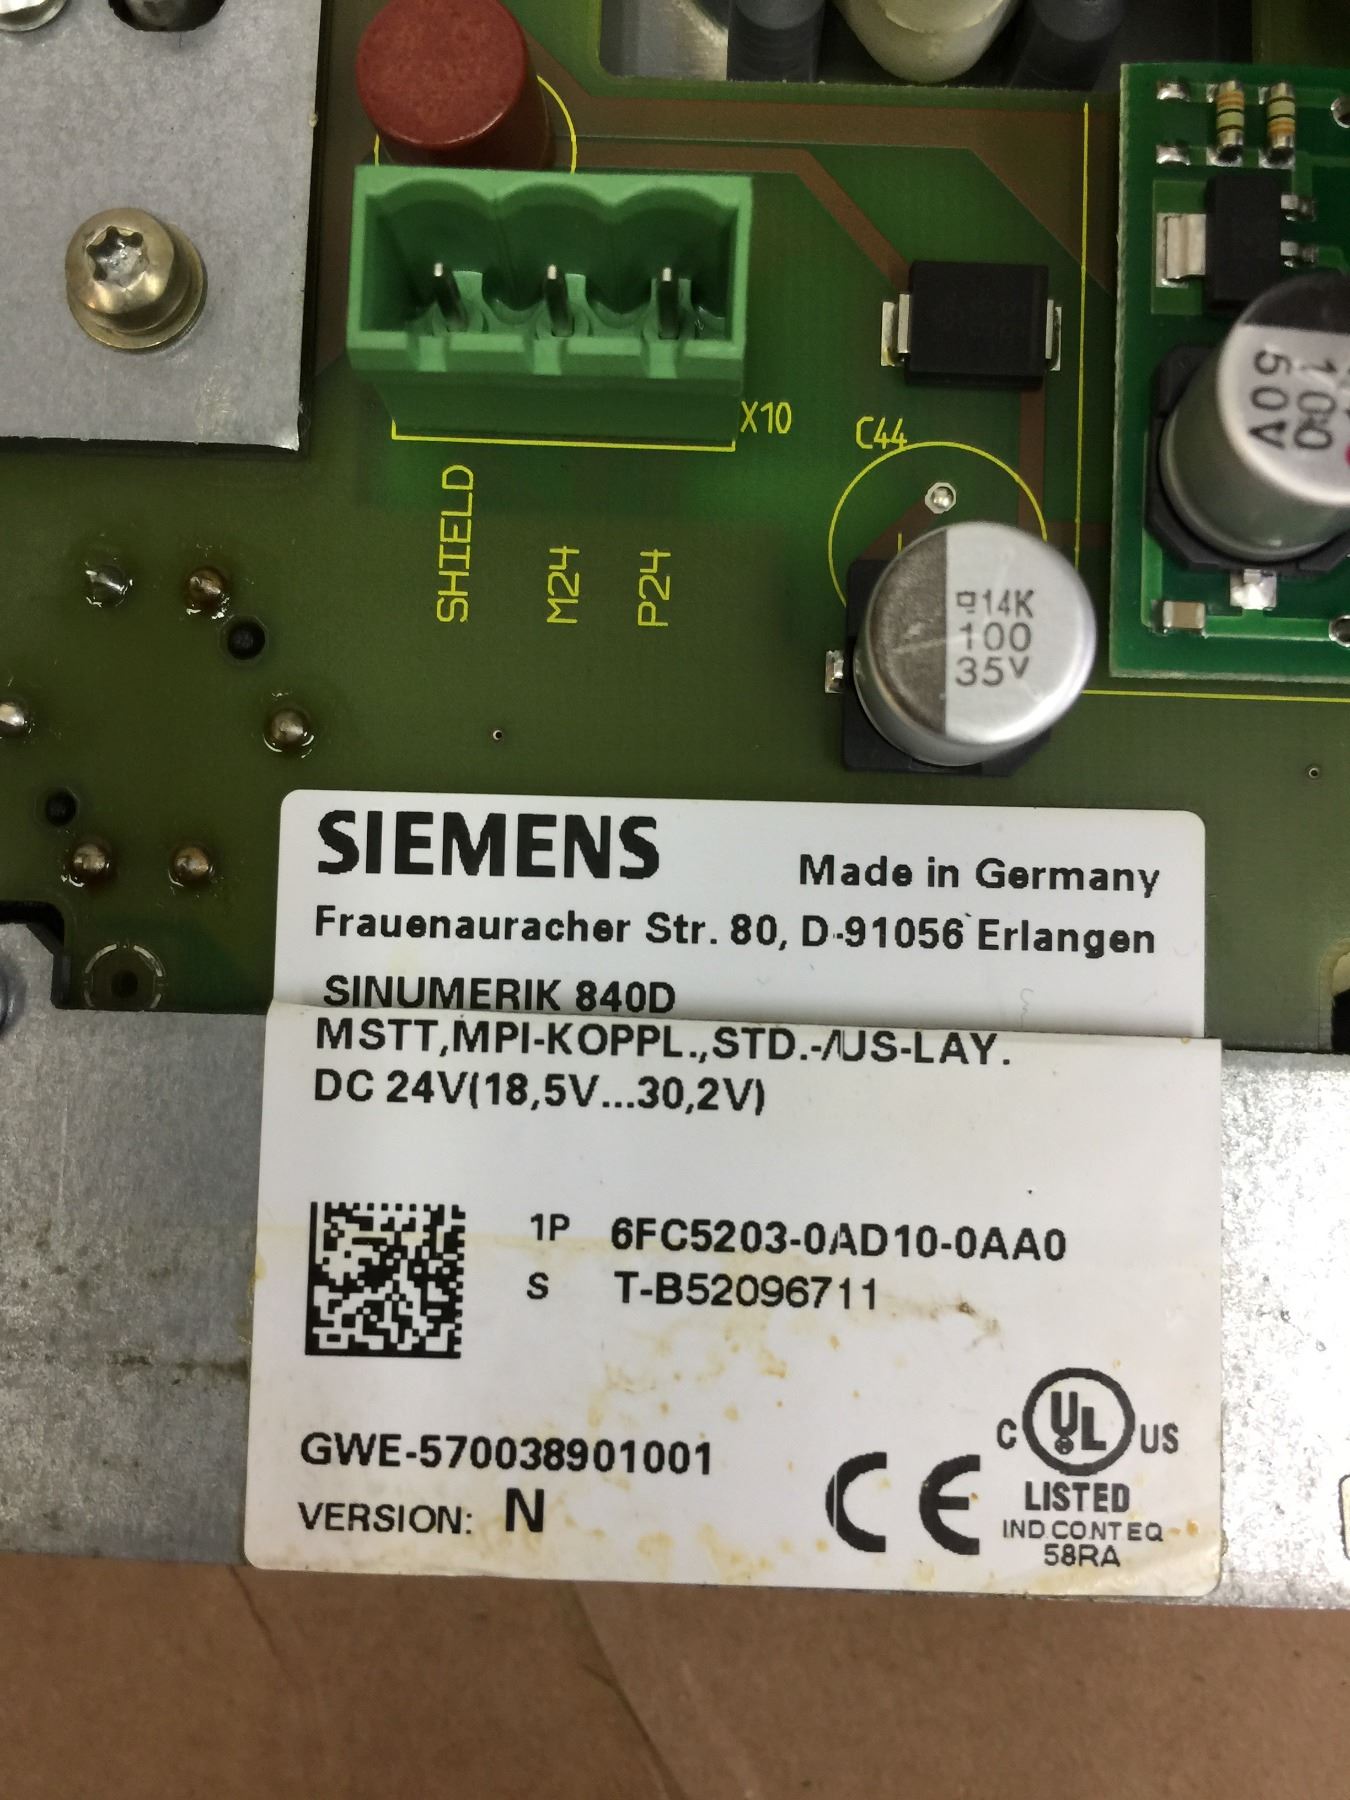 X10
C44
SHIELD
M24
P24
100
50V
14K
100
35V
SIEMENS
Made in Germany
Frauenauracher Str. 80, D-91056 Erlangen
SINUMERIK 840D
MSTT,MPI-KOPPL.,STD.-/US-LAY.
DC 24V(18,5V...30,2V)
1P 6FC5203-0AD10-0AA0
S T-B52096711
GWE-570038901001
VERSION: N
CE
C UL US
LISTED
IND.CONT.EQ
58RA